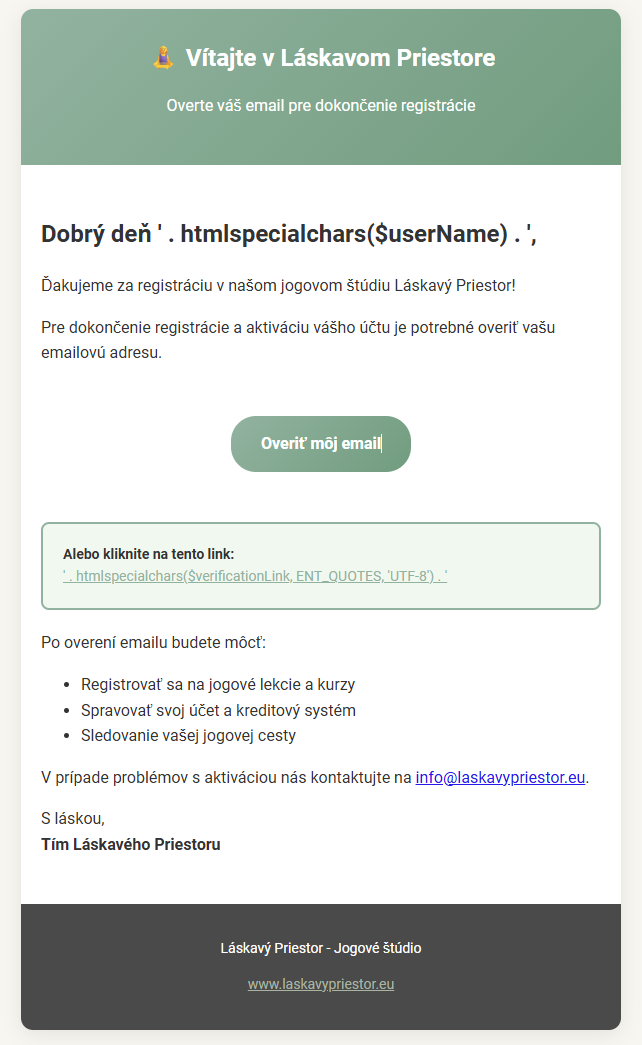 🧘‍♀️ Vítajte v Láskavom Priestore
Overte váš email pre dokončenie registrácie
Dobrý deň ' . htmlspecialchars($userName) . ',
Ďakujeme za registráciu v našom jogovom štúdiu Láskavý Priestor!
Pre dokončenie registrácie a aktiváciu vášho účtu je potrebné overiť vašu
emailovú adresu.
Overiť môj email
Alebo kliknite na tento link:
' . htmlspecialchars($verificationLink, ENT_QUOTES, 'UTF-8') . '
Po overení emailu budete môcť:
• Registrovať sa na jogové lekcie a kurzy
• Spravovať svoj účet a kreditový systém
• Sledovanie vašej jogovej cesty
V prípade problémov s aktiváciou nás kontaktujte na info@laskavypriestor.eu.
S láskou,
Tím Láskavého Priestoru
Láskavý Priestor - Jogové štúdio
www.laskavypriestor.eu